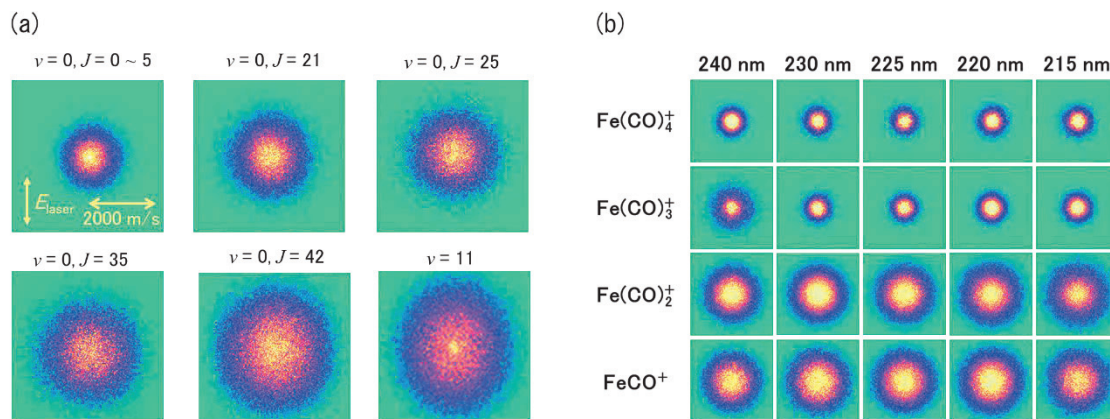 (a)
v = 0, J = 0 ~ 5
v = 0, J = 21
v = 0, J = 25
E laser
2000 m/s
v = 0, J = 35
v = 0, J = 42
v = 11
(b)
240 nm 230 nm 225 nm 220 nm 215 nm
Fe(CO)₄⁺
Fe(CO)₃⁺
Fe(CO)₂⁺
FeCO⁺